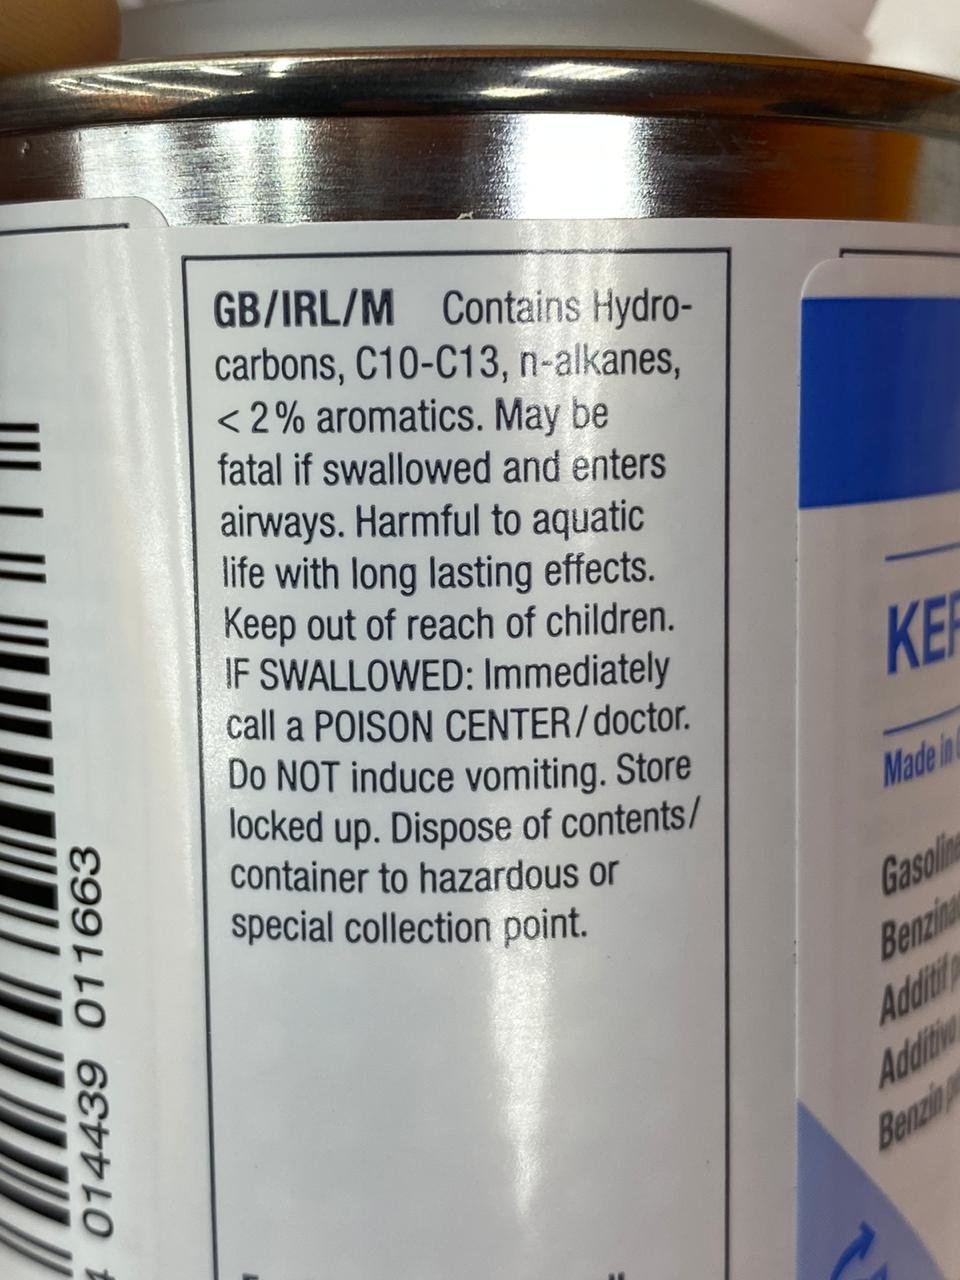 GB/IRL/M Contains Hydro-
carbons, C10-C13, n-alkanes,
< 2% aromatics. May be
fatal if swallowed and enters
airways. Harmful to aquatic
life with long lasting effects.
Keep out of reach of children.
IF SWALLOWED: Immediately
call a POISON CENTER/doctor.
Do NOT induce vomiting. Store
locked up. Dispose of contents/
container to hazardous or
special collection point.
014439 011663
Made in